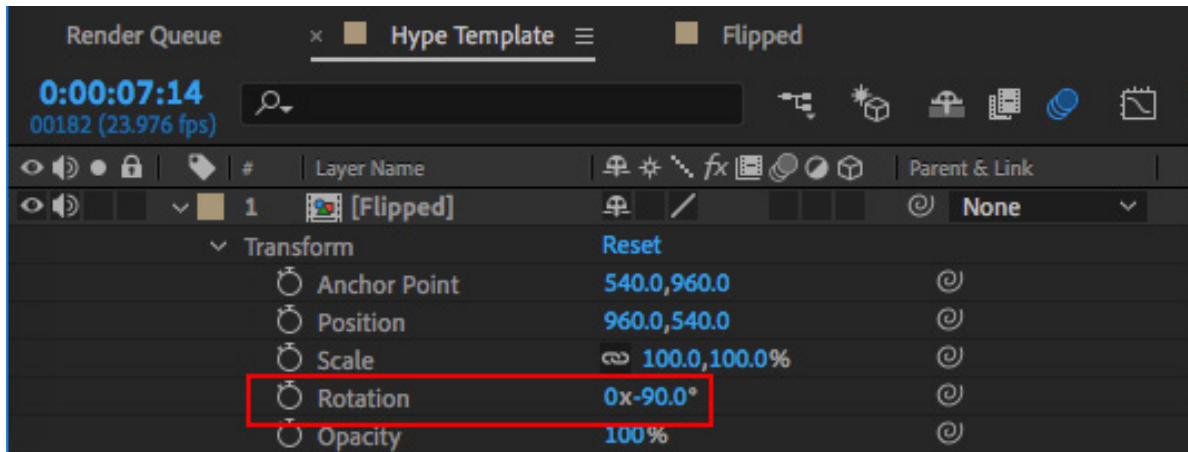 Render Queue × Hype Template ≡ Flipped
0:00:07:14
00182 (23.976 fps)
# Layer Name fx Parent & Link
1 [Flipped] None
Transform Reset
Anchor Point 540.0,960.0
Position 960.0,540.0
Scale 100.0,100.0%
Rotation 0x-90.0°
Opacity 100%